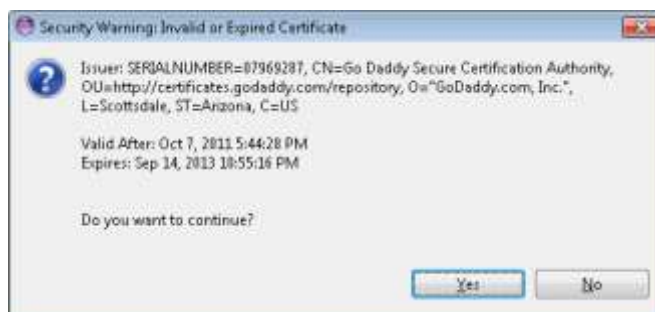 Security Warning: Invalid or Expired Certificate
Issuer: SERIALNUMBER=07969287, CN=Go Daddy Secure Certification Authority,
OU=http://certificates.godaddy.com/repository, O="GoDaddy.com, Inc.",
L=Scottsdale, ST=Arizona, C=US
Valid After: Oct 7, 2011 5:44:28 PM
Expires: Sep 14, 2013 10:55:16 PM
Do you want to continue?
Yes
No